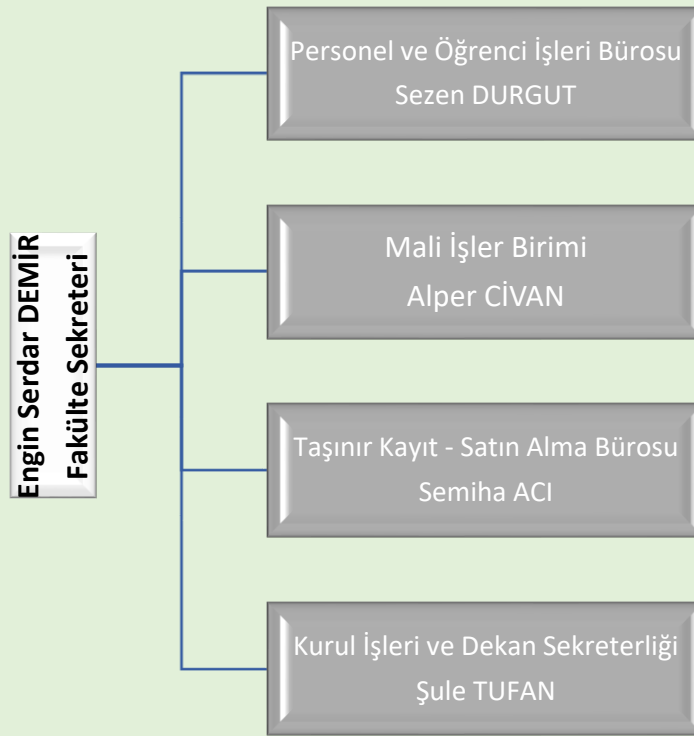 Engin Serdar DEMİR
Fakülte Sekreteri
Personel ve Öğrenci İşleri Bürosu
Sezen DURGUT
Mali İşler Birimi
Alper CİVAN
Taşınır Kayıt - Satın Alma Bürosu
Semiha ACI
Kurul İşleri ve Dekan Sekreterliği
Şule TUFAN